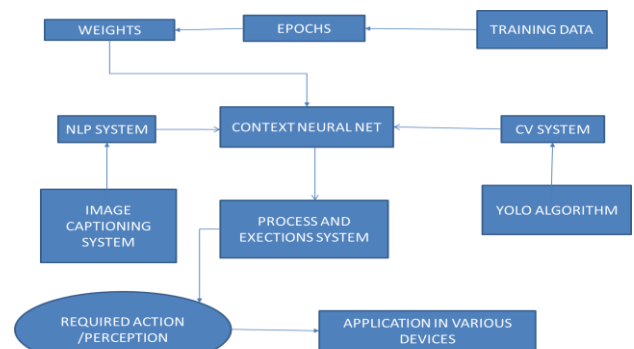 WEIGHTS
EPOCHS
TRAINING DATA
NLP SYSTEM
CONTEXT NEURAL NET
CV SYSTEM
IMAGE
CAPTIONING
SYSTEM
PROCESS AND
EXECTIONS SYSTEM
YOLO ALGORITHM
REQUIRED ACTION
/PERCEPTION
APPLICATION IN VARIOUS
DEVICES